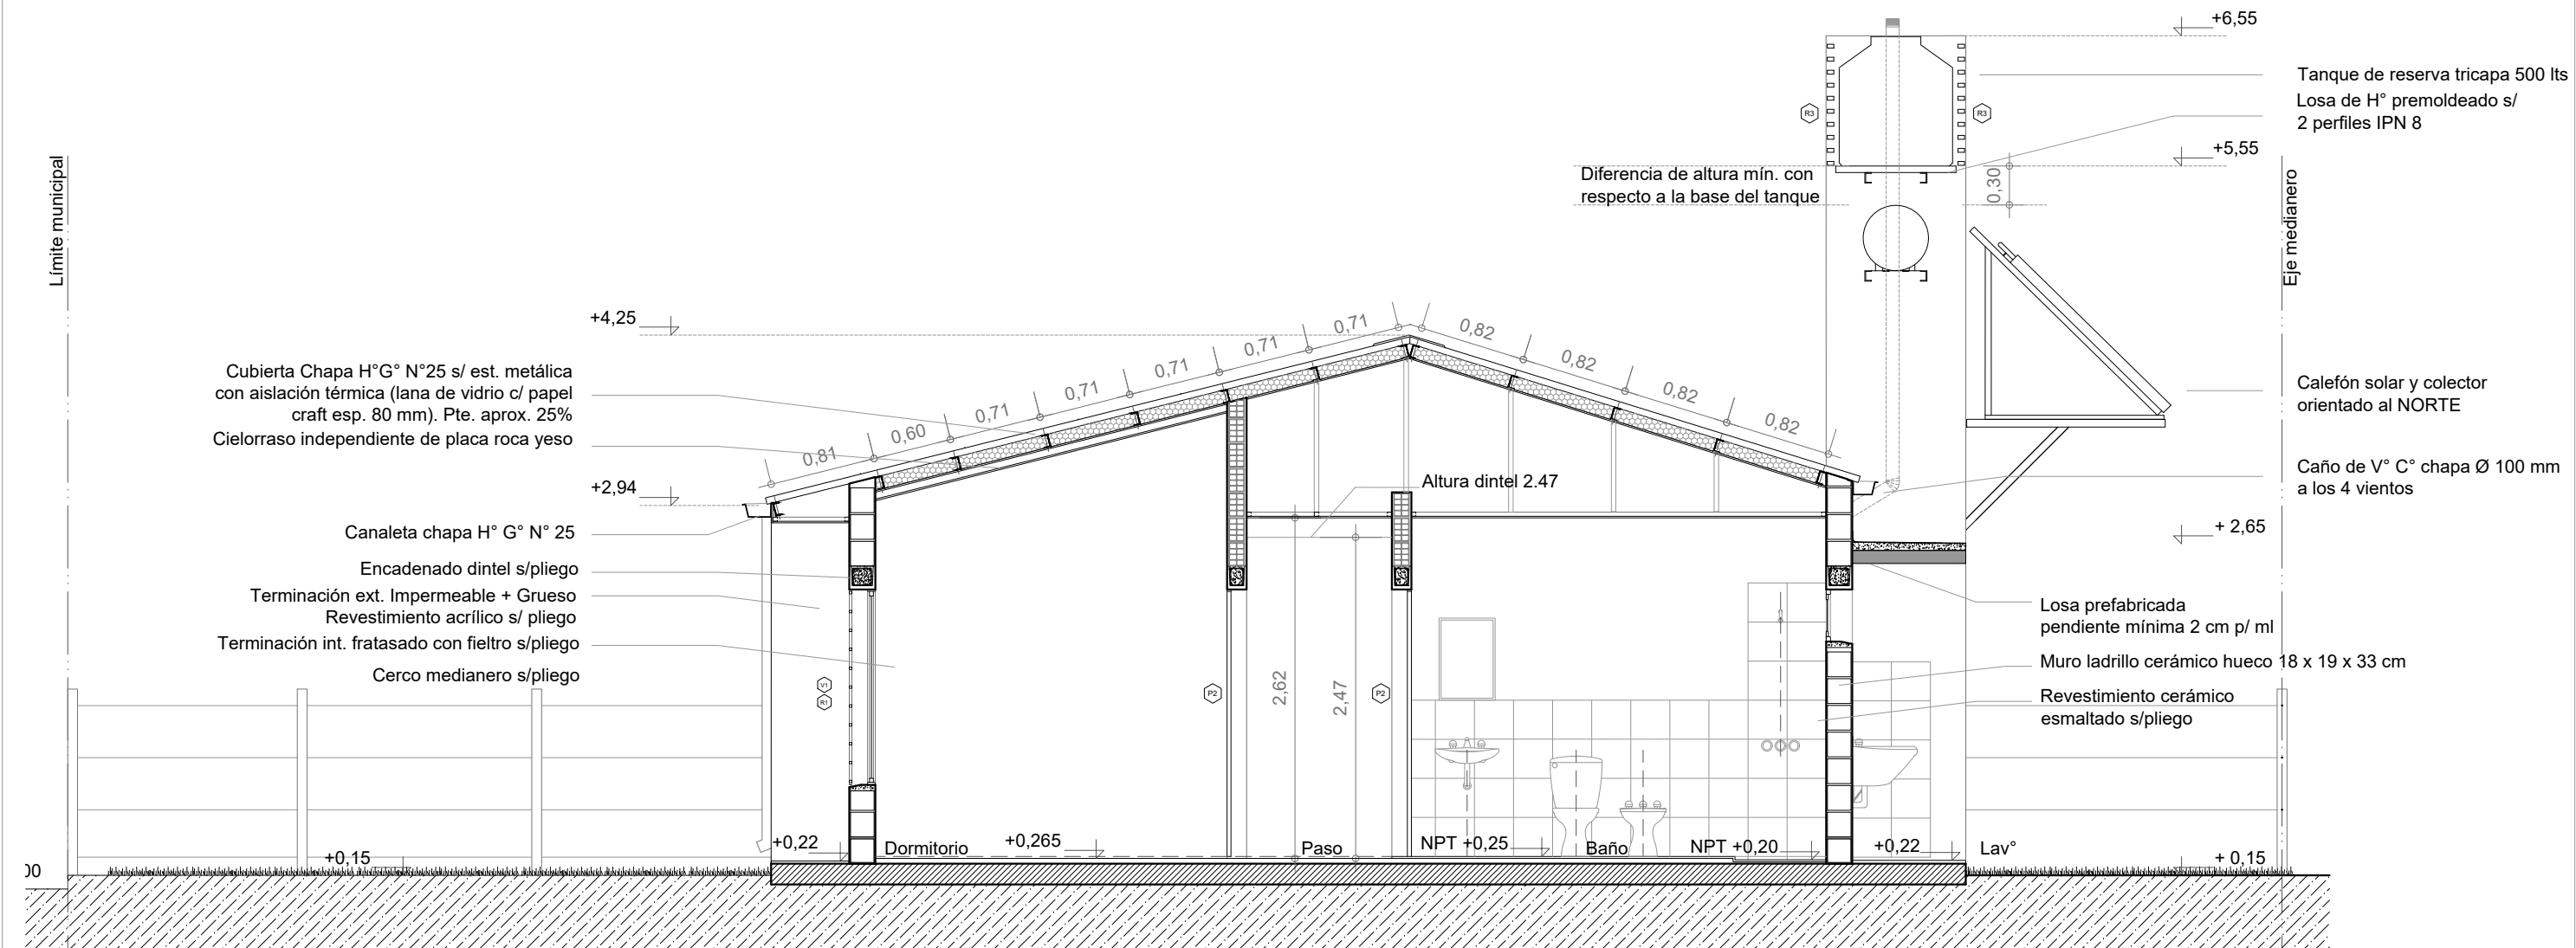 +6,55
Tanque de reserva tricapa 500 lts
Losa de H° premoldeado s/
2 perfiles IPN 8
R3
R3
+5,55
Límite municipal
Diferencia de altura mín. con
respecto a la base del tanque
0,30
Eje medianero
+4,25
0,71
0,82
0,71
0,82
0,71
0,82
0,71
0,82
0,71
0,60
0,81
Cubierta Chapa H°G° N°25 s/ est. metálica
con aislación térmica (lana de vidrio c/ papel
craft esp. 80 mm). Pte. aprox. 25%
Cielorraso independiente de placa roca yeso
Calefón solar y colector
orientado al NORTE
+2,94
Altura dintel 2.47
Caño de V° C° chapa Ø 100 mm
a los 4 vientos
Canaleta chapa H° G° N° 25
+ 2,65
Encadenado dintel s/pliego
Terminación ext. Impermeable + Grueso
Revestimiento acrílico s/ pliego
Terminación int. fratasado con fieltro s/pliego
Cerco medianero s/pliego
Losa prefabricada
pendiente mínima 2 cm p/ ml
Muro ladrillo cerámico hueco 18 x 19 x 33 cm
Revestimiento cerámico
esmaltado s/pliego
V1
R1
P2
2,62
2,47
P2
+0,22
Dormitorio
+0,265
Paso
NPT +0,25
Baño
NPT +0,20
+0,22
Lav°
+0,15
+ 0,15
00